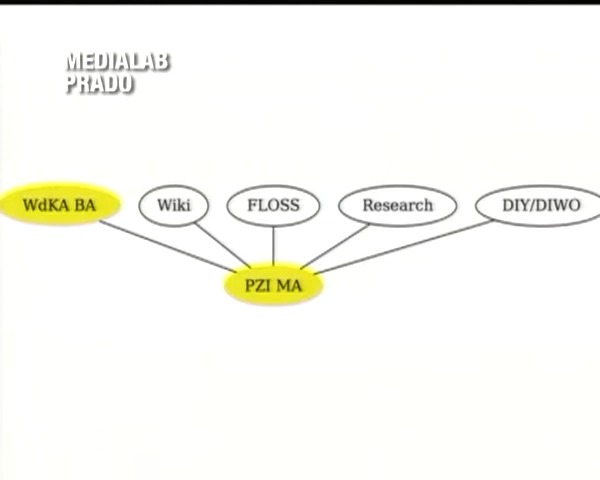 MEDIALAB
PRADO
WdKA BA
Wiki
FLOSS
Research
DIY/DIWO
PZI MA